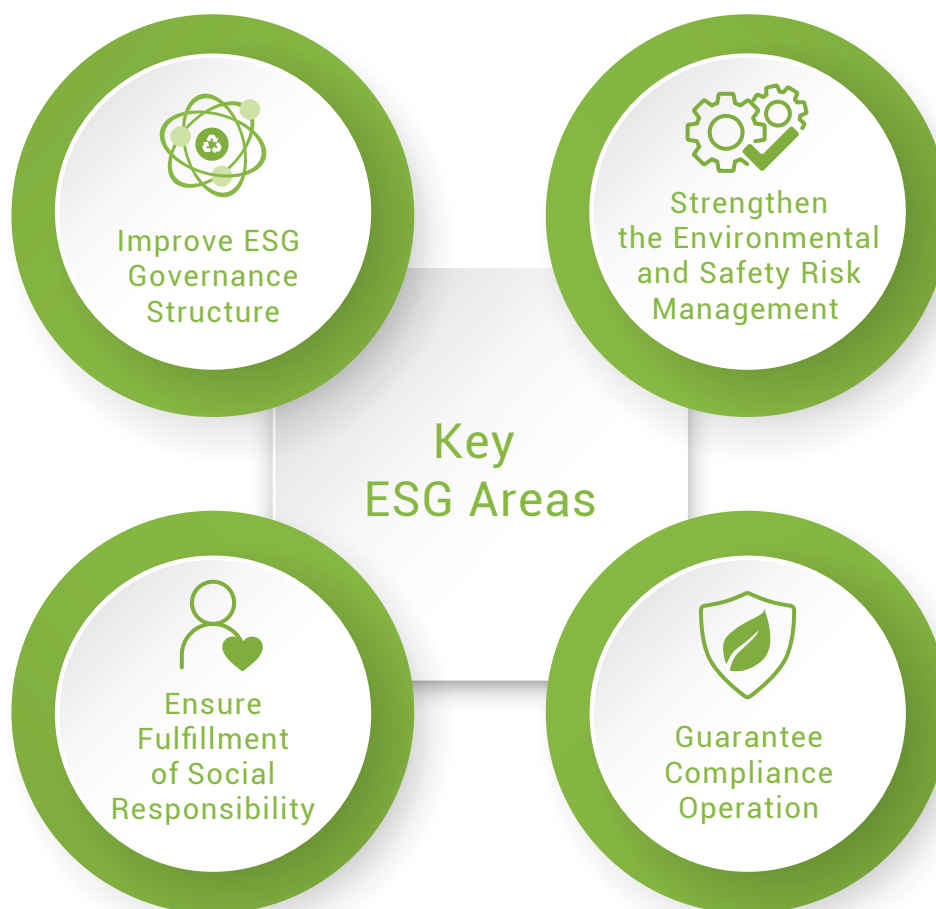 Improve ESG
Governance
Structure
Strengthen
the Environmental
and Safety Risk
Management
Key
ESG Areas
Ensure
Fulfillment
of Social
Responsibility
Guarantee
Compliance
Operation